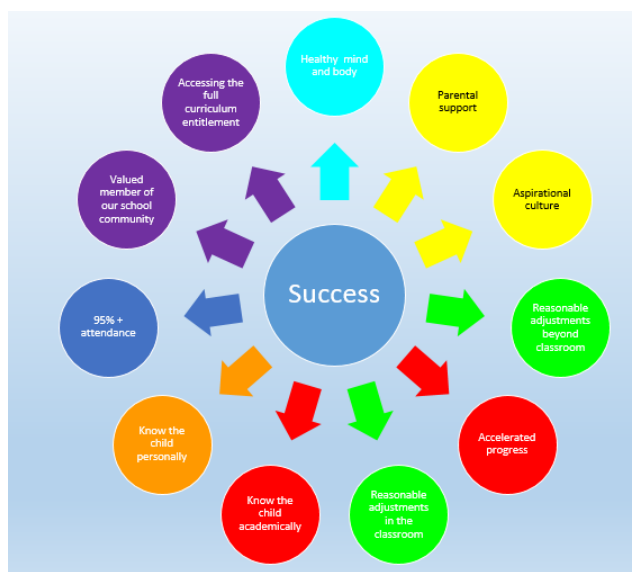 Healthy mind
and body
Parental
support
Aspirational
culture
Reasonable
adjustments
beyond
classroom
Accelerated
progress
Reasonable
adjustments
in the
classroom
Know the
child
academically
Know the
child
personally
95% +
attendance
Valued
member of
our school
community
Accessing the
full
curriculum
entitlement
Success